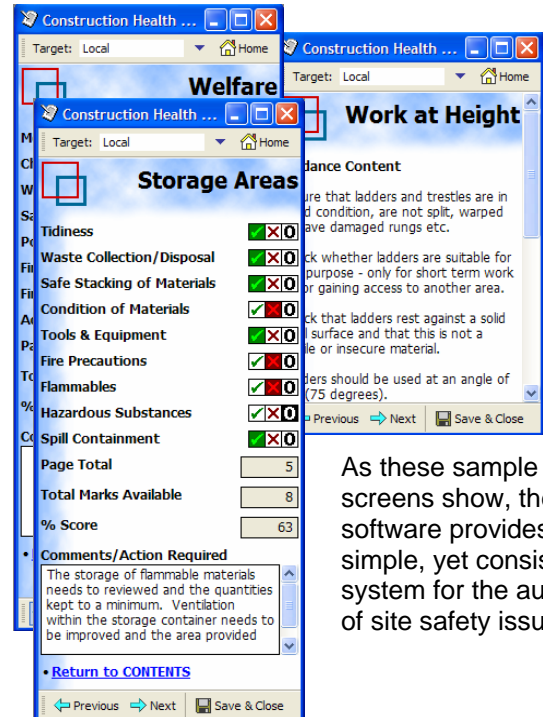 Construction Health ...
Target: Local Home
Welfare
Construction Health ...
Target: Local Home
Work at Height
dance Content
ure that ladders and trestles are in
d condition, are not split, warped
ave damaged rungs etc.
ck whether ladders are suitable for
purpose - only for short term work
or gaining access to another area.
ck that ladders rest against a solid
l surface and that this is not a
le or insecure material.
ders should be used at an angle of
(75 degrees).
Previous Next Save & Close
Construction Health ...
Target: Local Home
Storage Areas
Tidiness
Waste Collection/Disposal
Safe Stacking of Materials
Condition of Materials
Tools & Equipment
Fire Precautions
Flammables
Hazardous Substances
Spill Containment
Page Total 5
Total Marks Available 8
% Score 63
Comments/Action Required
The storage of flammable materials
needs to reviewed and the quantities
kept to a minimum. Ventilation
within the storage container needs to
be improved and the area provided
Return to CONTENTS
Previous Next Save & Close
As these sample
screens show, the
software provides
simple, yet consis
system for the au
of site safety issu